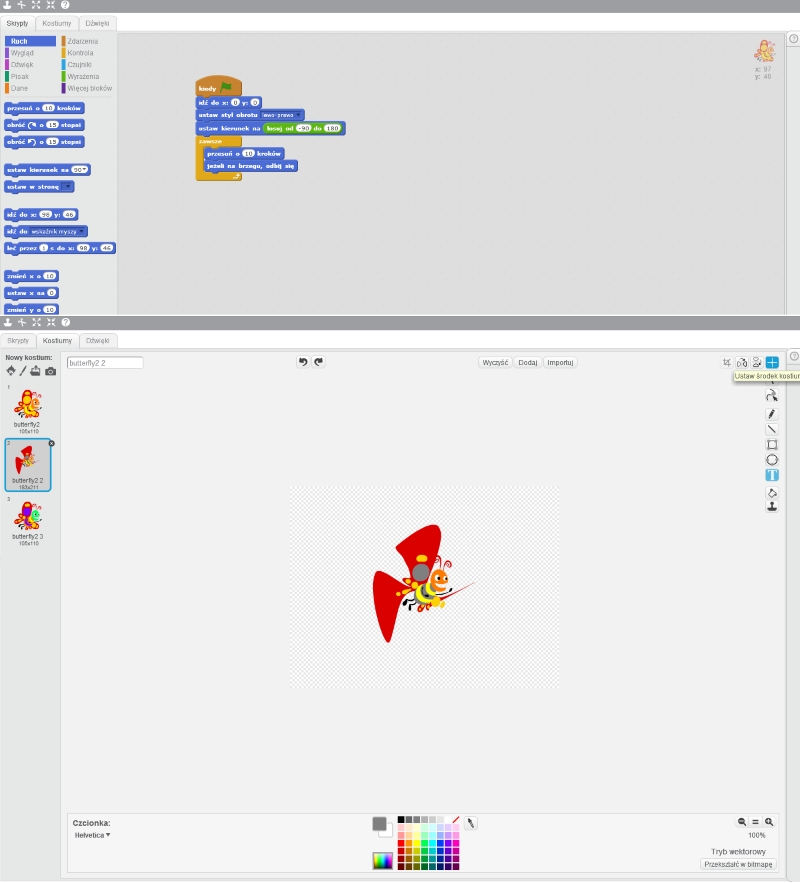 Skrypty Kostiumy Dźwięki
Ruch Zdarzenia
Wygląd Kontrola
Dźwięk Czujniki
Pisak Wyrażenia
Dane Więcej bloków
przesuń o 10 kroków
obróć o 15 stopni
obróć o 15 stopni
ustaw kierunek na 90
ustaw w stronę
idź do x: 98 y: 46
idź do wskaźnik myszy
leć przez 1 s do x: 98 y: 46
zmień x o 10
ustaw x na 0
zmień y o 10
kiedy
idź do x: 0 y: 0
ustaw styl obrotu lewo-prawo
ustaw kierunek na losuj od -90 do 180
zawsze
przesuń o 10 kroków
jeżeli na brzegu, odbij się
x: 97
y: 46
Skrypty Kostiumy Dźwięki
Nowy kostium:
1
butterfly2
105x110
2
butterfly2 2
3
butterfly2 3
105x110
butterfly2 2
Wyczyść Dodaj Importuj
Ustaw środek kostium
T
Czcionka:
Helvetica
100%
Tryb wektorowy
Przekształć w bitmapę